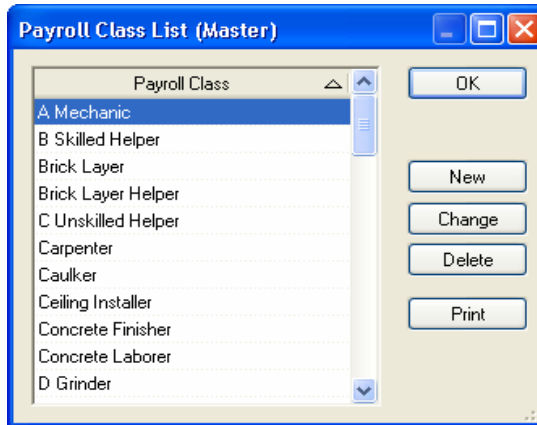 Payroll Class List (Master)
Payroll Class
A Mechanic
B Skilled Helper
Brick Layer
Brick Layer Helper
C Unskilled Helper
Carpenter
Caulker
Ceiling Installer
Concrete Finisher
Concrete Laborer
D Grinder
OK
New
Change
Delete
Print